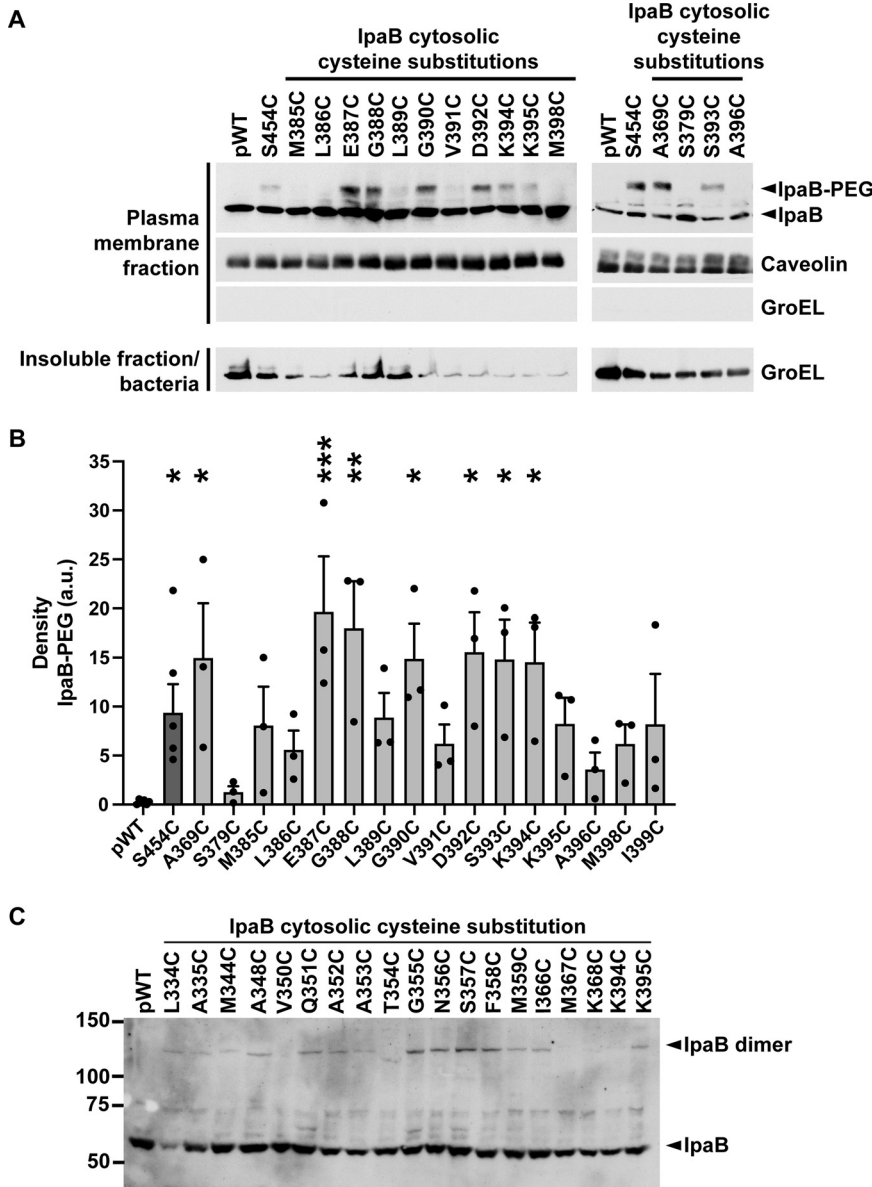 A
IpaB cytosolic
cysteine substitutions
IpaB cytosolic
cysteine
substitutions
pWT
S454C
M385C
L386C
E387C
G388C
L389C
G390C
V391C
D392C
K394C
K395C
M398C
pWT
S454C
A369C
S379C
S393C
A396C
Plasma
membrane
fraction
IpaB-PEG
IpaB
Caveolin
GroEL
Insoluble fraction/
bacteria
GroEL
B
Density
IpaB-PEG (a.u.)
35
30
25
20
15
10
5
0
* * *** ** * * * *
pWT
S454C
A369C
S379C
M385C
L386C
E387C
G388C
L389C
G390C
V391C
D392C
S393C
K394C
K395C
A396C
M398C
I399C
C
IpaB cytosolic cysteine substitution
pWT
L334C
A335C
M344C
A348C
V350C
Q351C
A352C
A353C
T354C
G355C
N356C
S357C
F358C
M359C
I366C
M367C
K368C
K394C
K395C
150
100
75
50
IpaB dimer
IpaB